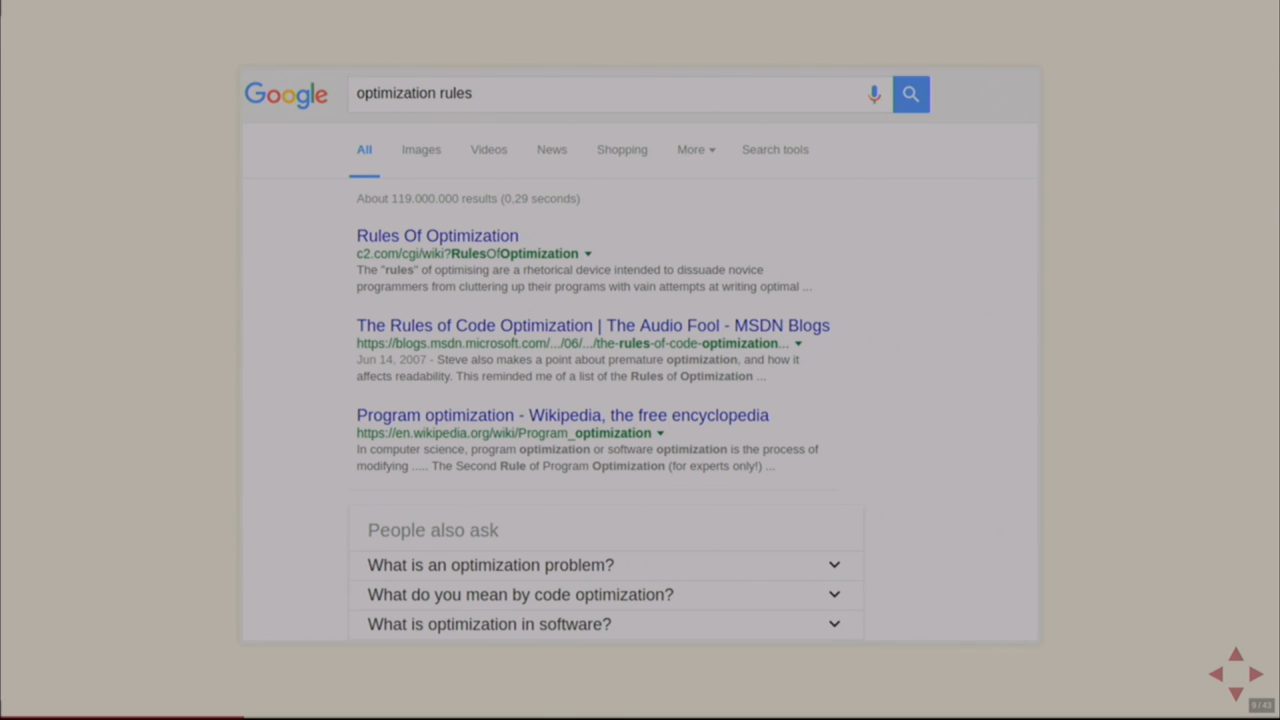 Google
optimization rules
All Images Videos News Shopping More Search tools
About 119.000.000 results (0,29 seconds)
Rules Of Optimization
c2.com/cgi/wiki?RulesOfOptimization
The "rules" of optimising are a rhetorical device intended to dissuade novice
programmers from cluttering up their programs with vain attempts at writing optimal ...
The Rules of Code Optimization | The Audio Fool - MSDN Blogs
https://blogs.msdn.microsoft.com/.../06/.../the-rules-of-code-optimization...
Jun 14, 2007 - Steve also makes a point about premature optimization, and how it
affects readability. This reminded me of a list of the Rules of Optimization ...
Program optimization - Wikipedia, the free encyclopedia
https://en.wikipedia.org/wiki/Program_optimization
In computer science, program optimization or software optimization is the process of
modifying ..... The Second Rule of Program Optimization (for experts only!) ...
People also ask
What is an optimization problem?
What do you mean by code optimization?
What is optimization in software?
9 / 43